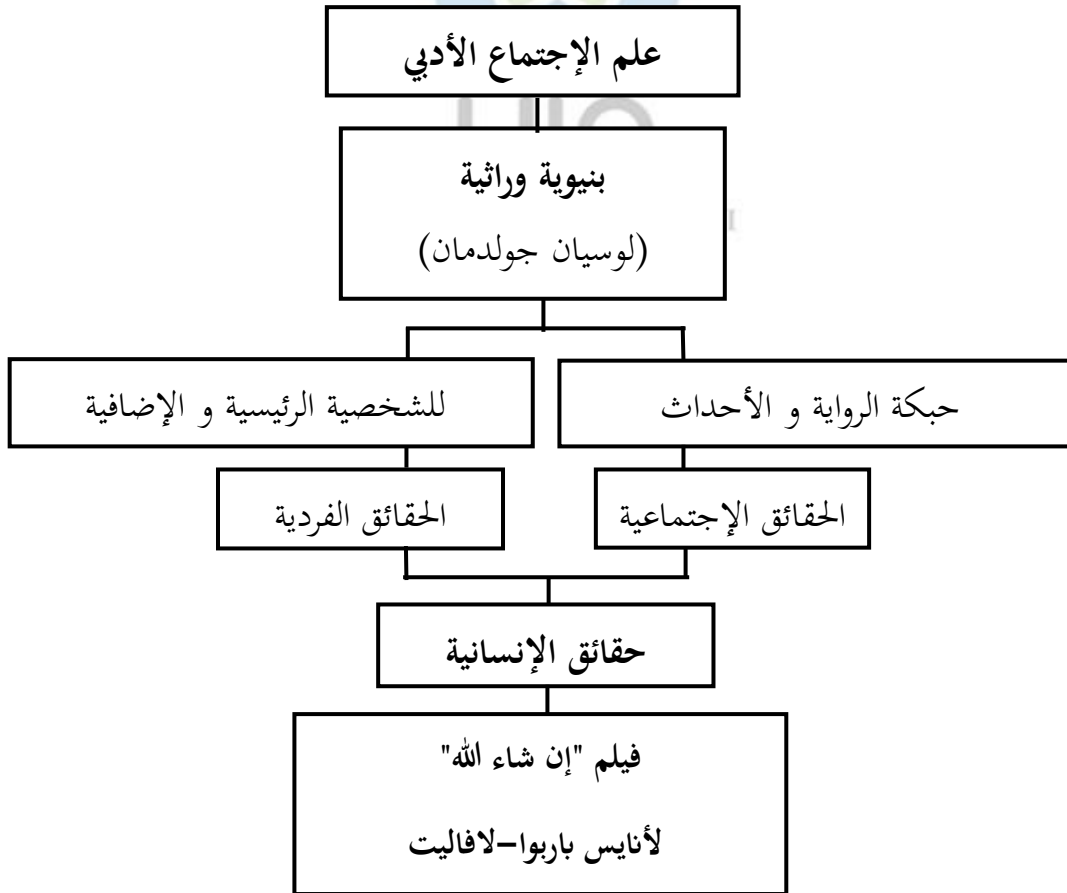 علم الإجتماع الأدبي
بنيوية وراثية
(لوسيان جولدمان)
حبكة الرواية و الأحداث
للشخصية الرئيسية و الإضافية
الحقائق الإجتماعية
الحقائق الفردية
حقائق الإنسانية
فيلم "إن شاء الله"
لأنايس باربوا–لافاليت